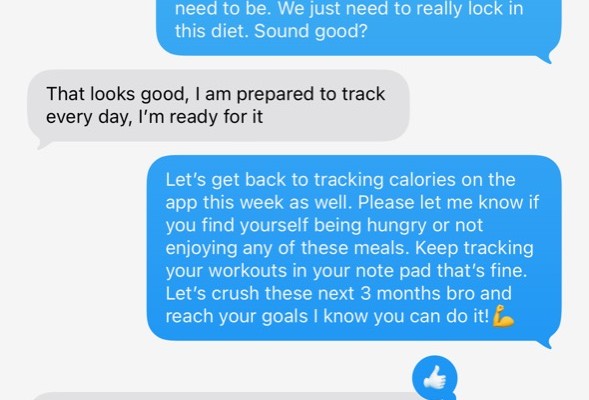 need to be. We just need to really lock in
this diet. Sound good?
That looks good, I am prepared to track
every day, I’m ready for it
Let’s get back to tracking calories on the
app this week as well. Please let me know if
you find yourself being hungry or not
enjoying any of these meals. Keep tracking
your workouts in your note pad that’s fine.
Let’s crush these next 3 months bro and
reach your goals I know you can do it!💪